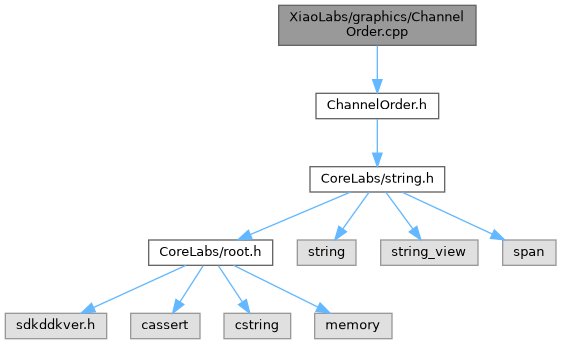 XiaoLabs/graphics/Channel
Order.cpp
ChannelOrder.h
CoreLabs/string.h
CoreLabs/root.h
string
string_view
span
sdkddkver.h
cassert
cstring
memory